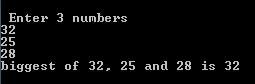 Enter 3 numbers
32
25
28
biggest of 32, 25 and 28 is 32